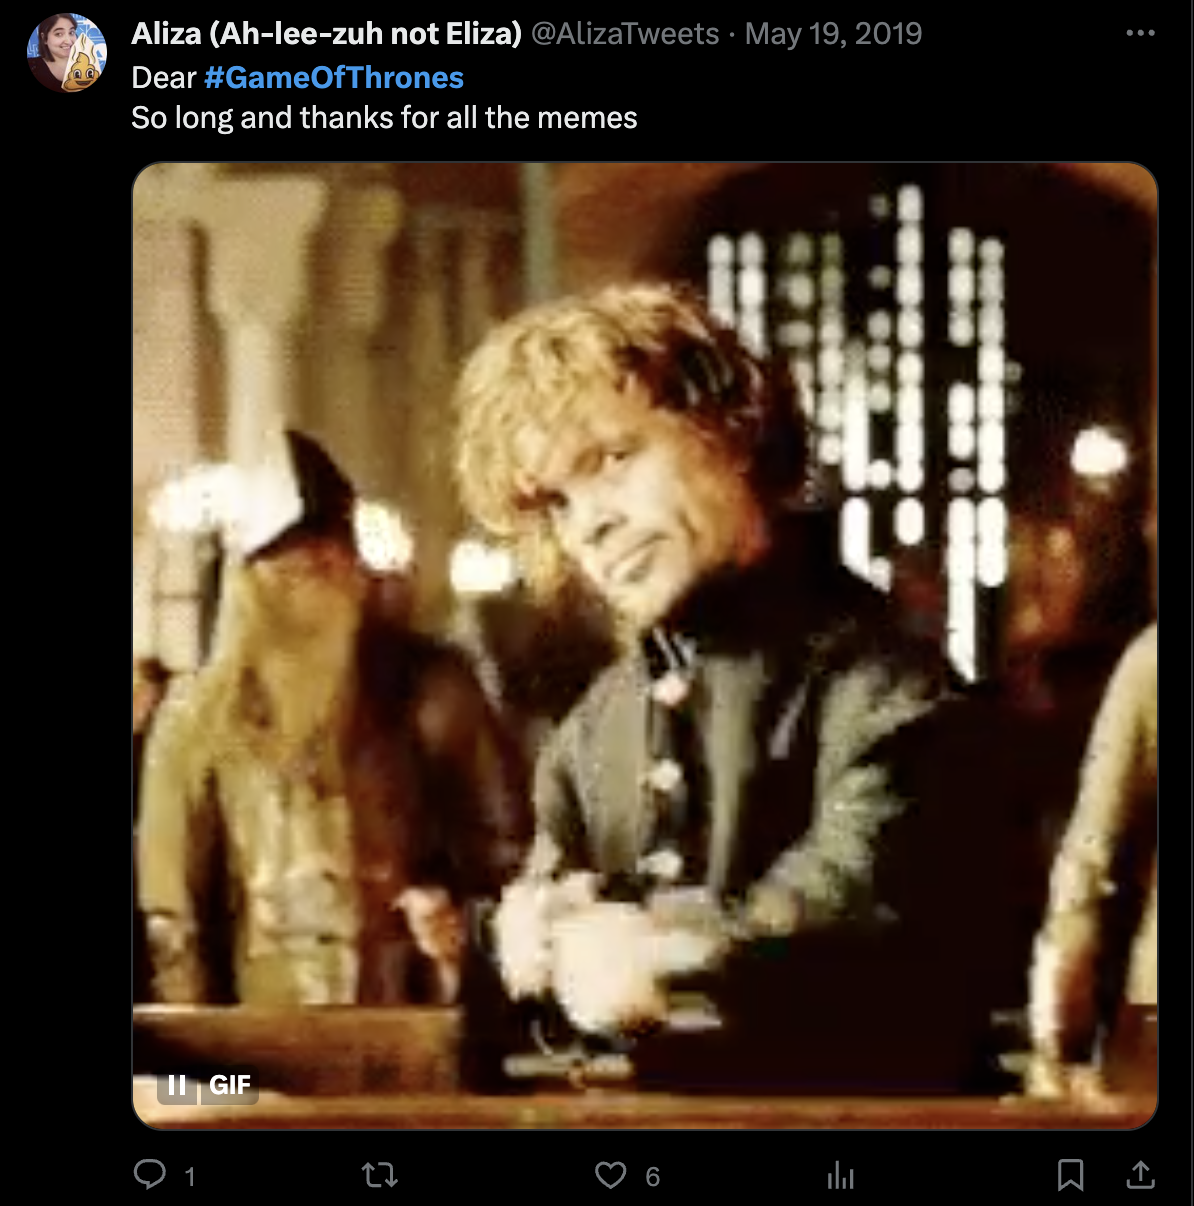 Aliza (Ah-lee-zuh not Eliza) @AlizaTweets · May 19, 2019
Dear #GameOfThrones
So long and thanks for all the memes
GIF
1 6